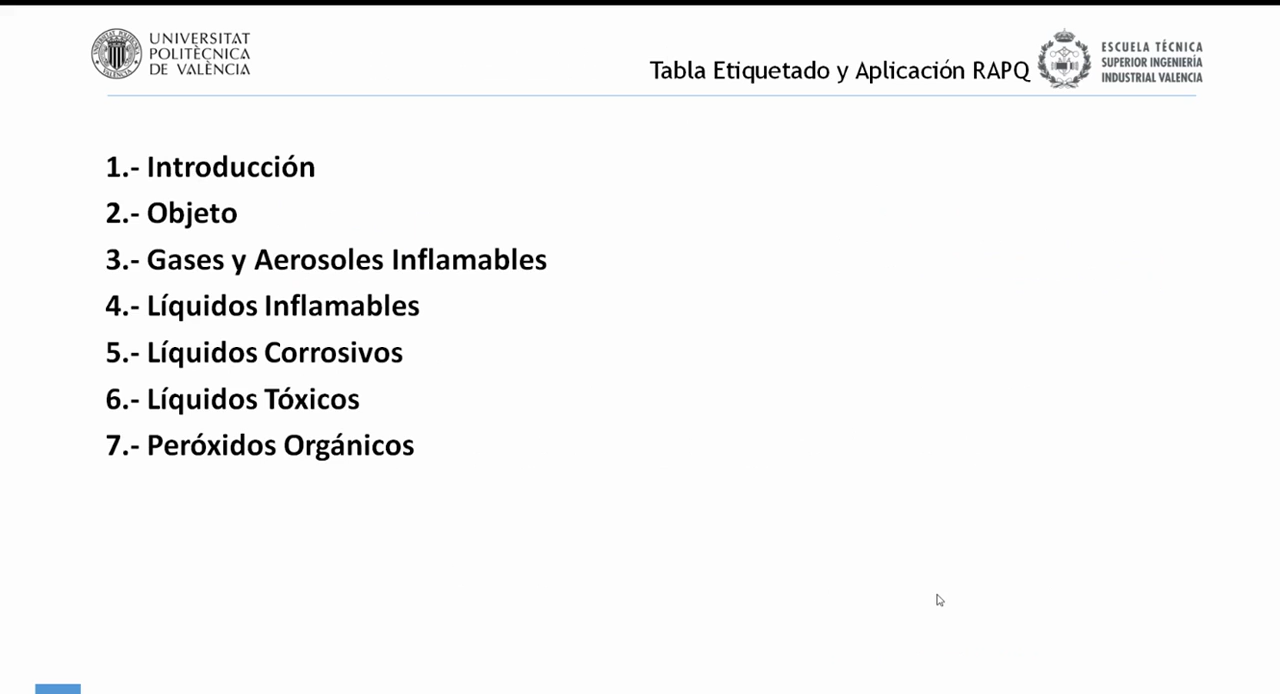 UNIVERSITAT
POLITÈCNICA
DE VALÈNCIA
Tabla Etiquetado y Aplicación RAPQ
ESCUELA TÉCNICA
SUPERIOR INGENIERÍA
INDUSTRIAL VALENCIA
1.- Introducción
2.- Objeto
3.- Gases y Aerosoles Inflamables
4.- Líquidos Inflamables
5.- Líquidos Corrosivos
6.- Líquidos Tóxicos
7.- Peróxidos Orgánicos